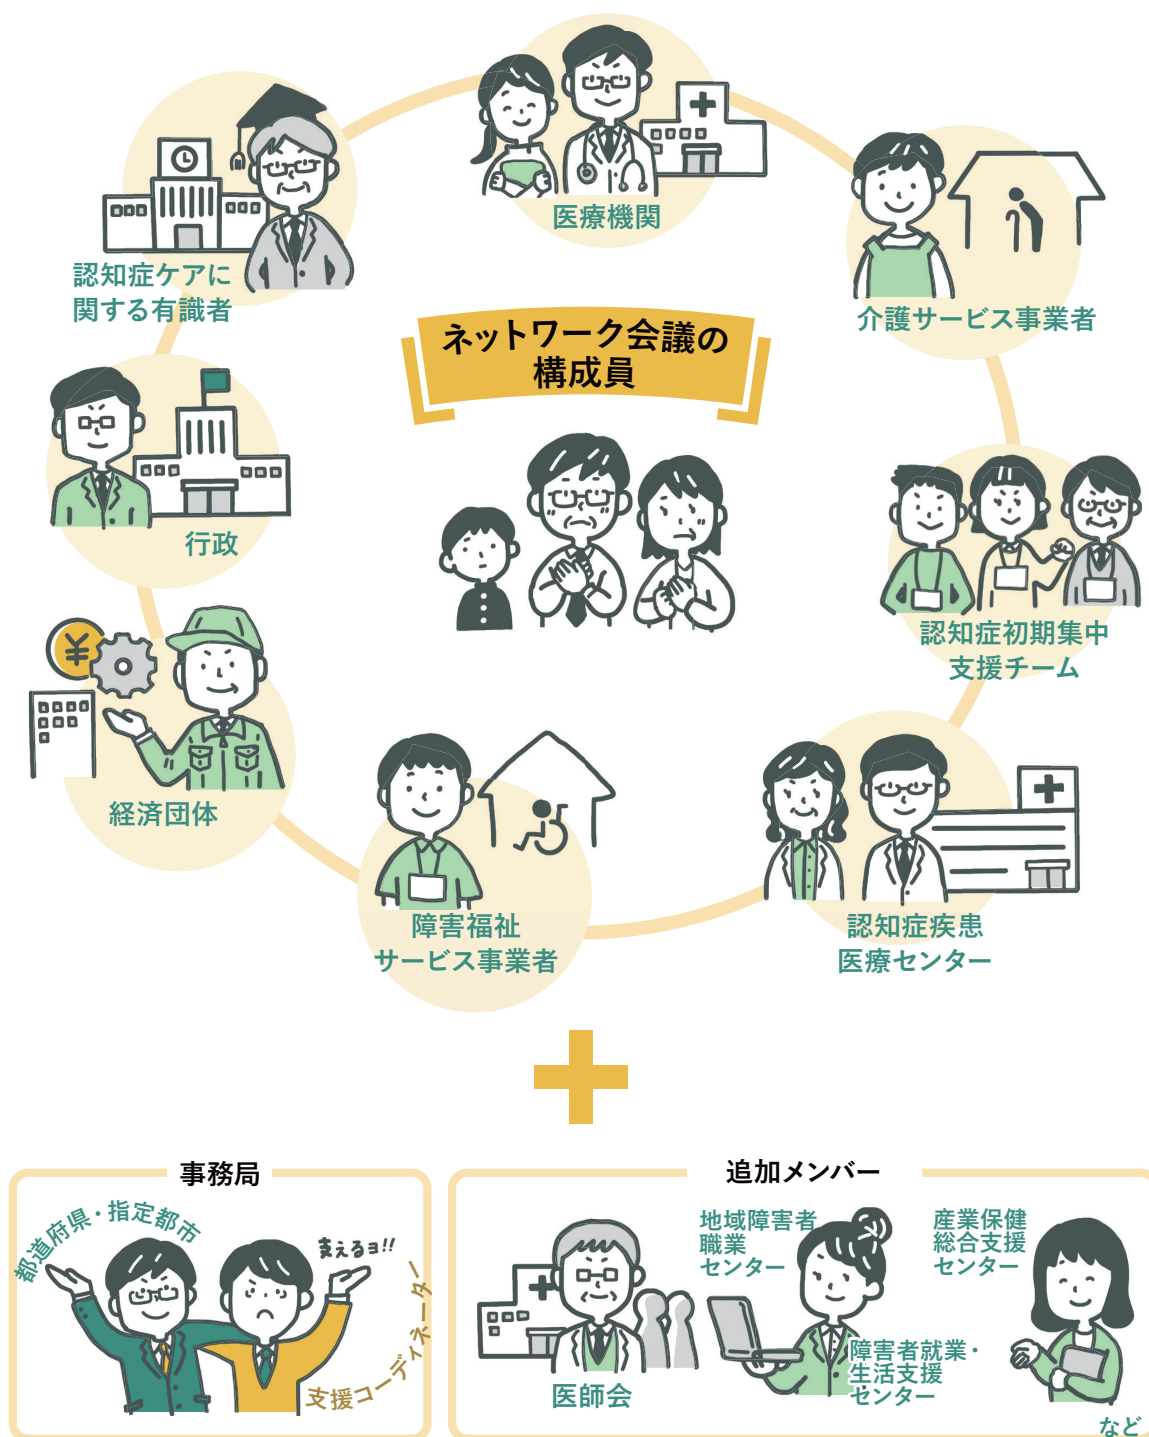 医療機関
認知症ケアに
関する有識者
介護サービス事業者
ネットワーク会議の
構成員
行政
認知症初期集中
支援チーム
¥
経済団体
障害福祉
サービス事業者
認知症疾患
医療センター
事務局
都道府県・指定都市
支えるヨ!!
支援コーディネーター
追加メンバー
医師会
地域障害者
職業
センター
障害者就業・
生活支援
センター
産業保健
総合支援
センター
など